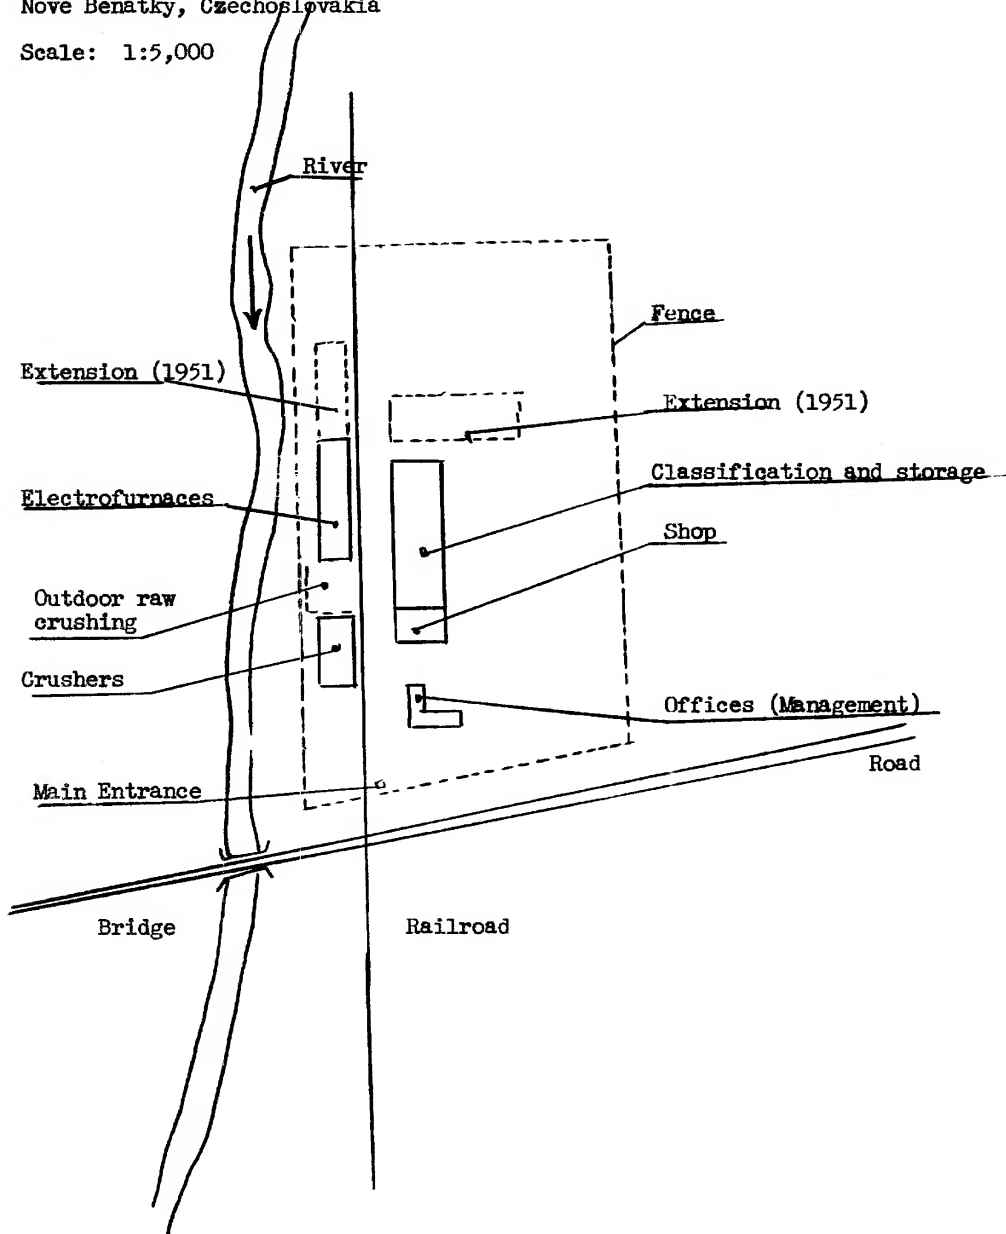 Nove Benatky, Czechoslovakia
Scale: 1:5,000
River
Fence
Extension (1951)
Extension (1951)
Classification and storage
Electrofurnaces
Shop
Outdoor raw
crushing
Crushers
Offices (Management)
Road
Main Entrance
Bridge
Railroad